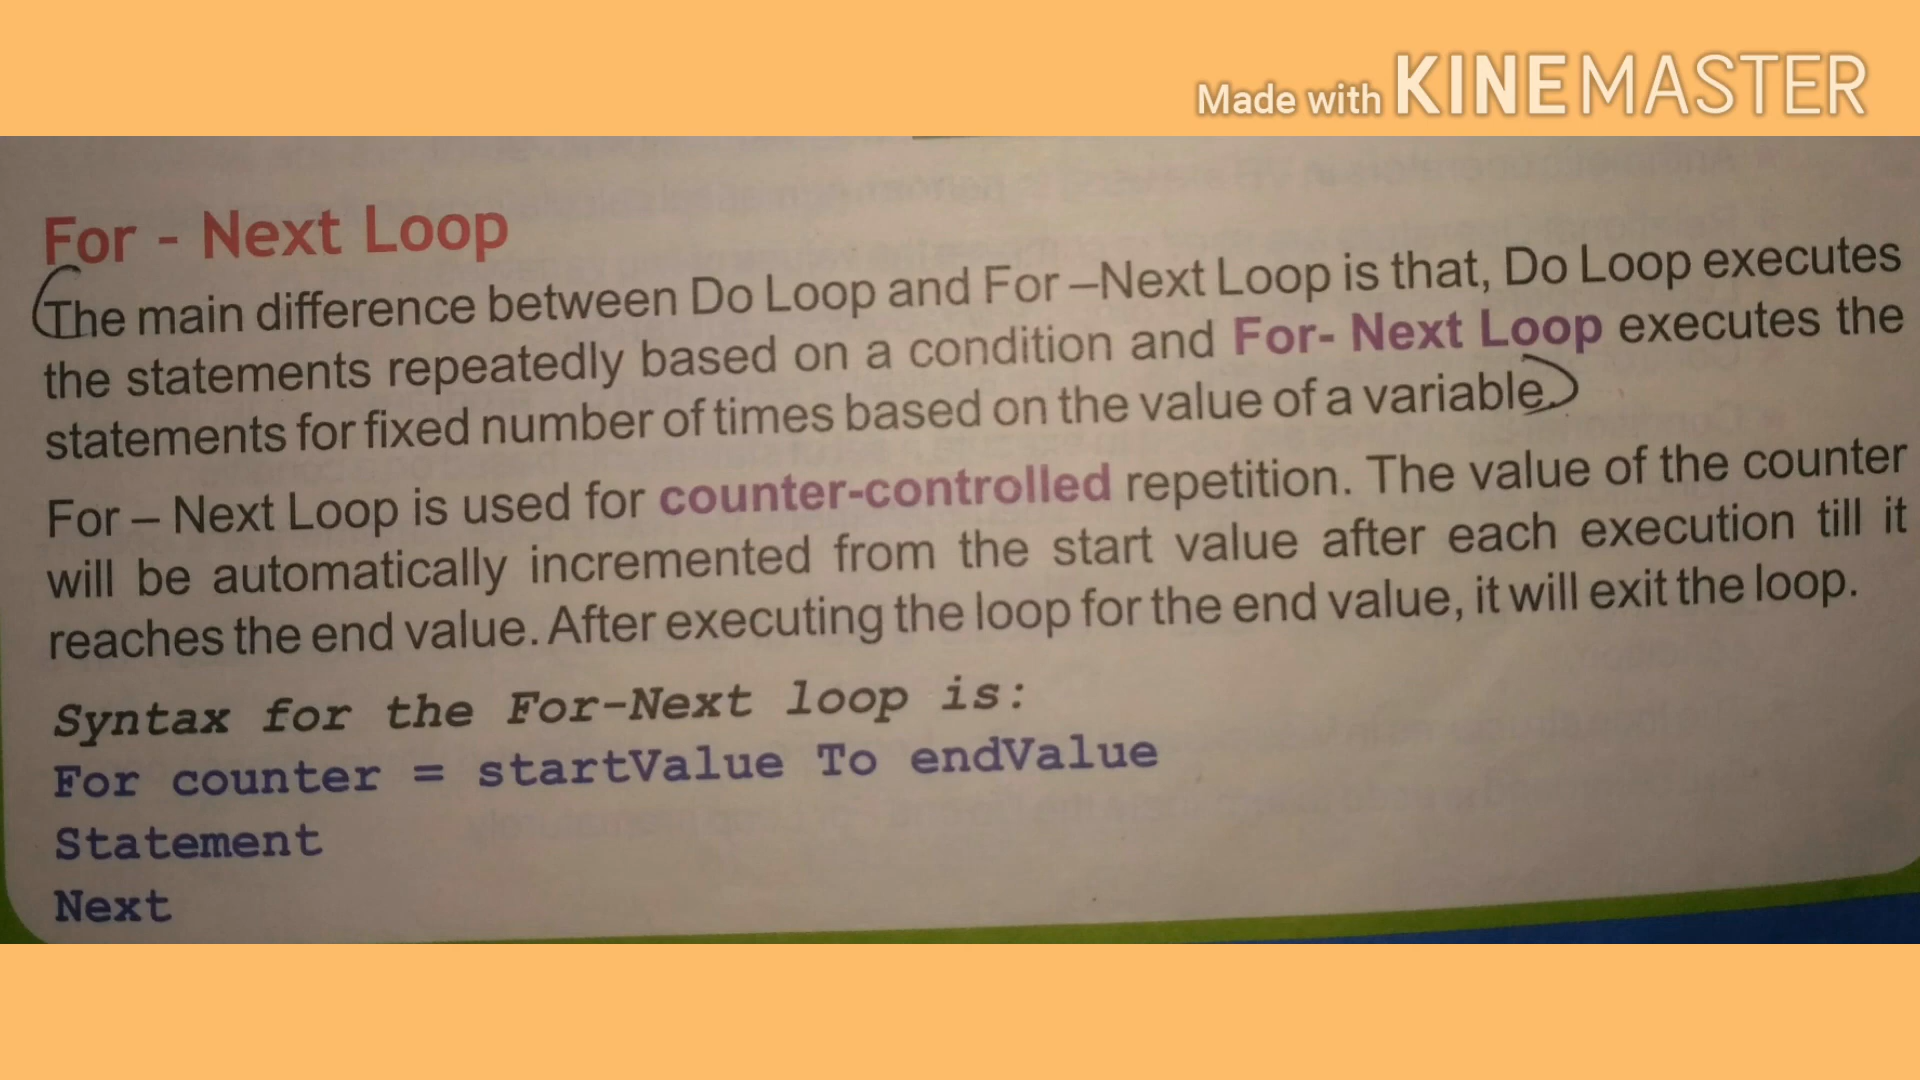 Made with KINEMASTER
For - Next Loop
The main difference between Do Loop and For –Next Loop is that, Do Loop executes
the statements repeatedly based on a condition and For- Next Loop executes the
statements for fixed number of times based on the value of a variable.
For – Next Loop is used for counter-controlled repetition. The value of the counter
will be automatically incremented from the start value after each execution till it
reaches the end value. After executing the loop for the end value, it will exit the loop.
Syntax for the For-Next loop is:
For counter = startValue To endValue
Statement
Next